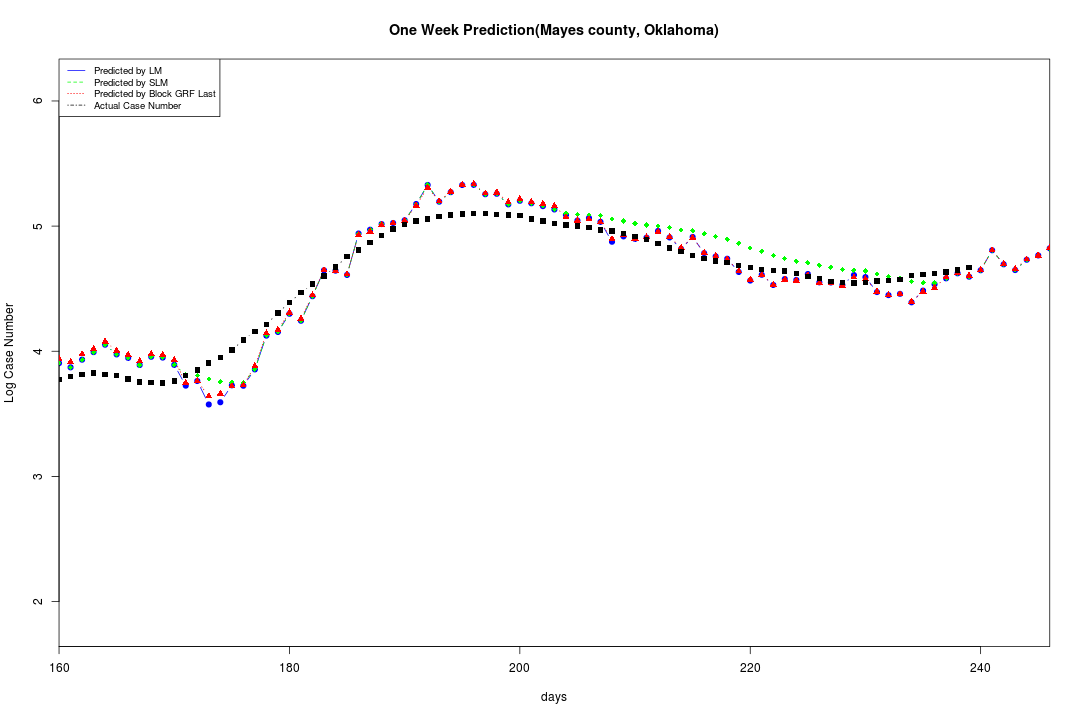 One Week Prediction(Mayes county, Oklahoma)
Predicted by LM
Predicted by SLM
Predicted by Block GRF Last
Actual Case Number
6
5
4
3
2
Log Case Number
160 180 200 220 240
days